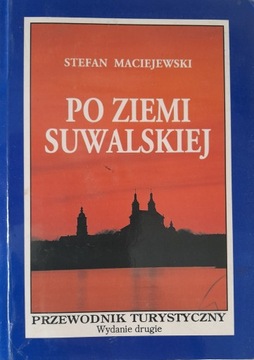 STEFAN MACIEJEWSKI
PO ZIEMI
SUWALSKIEJ
PRZEWODNIK TURYSTYCZNY
Wydanie drugie